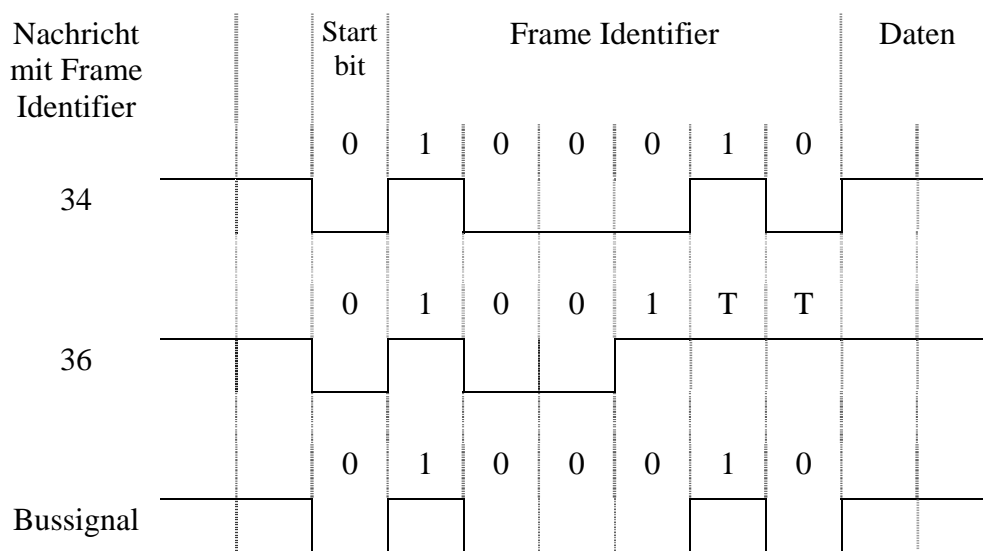 Nachricht
mit Frame
Identifier
Start
bit
Frame Identifier
Daten
0 1 0 0 0 1 0
34
0 1 0 0 1 T T
36
0 1 0 0 0 1 0
Bussignal